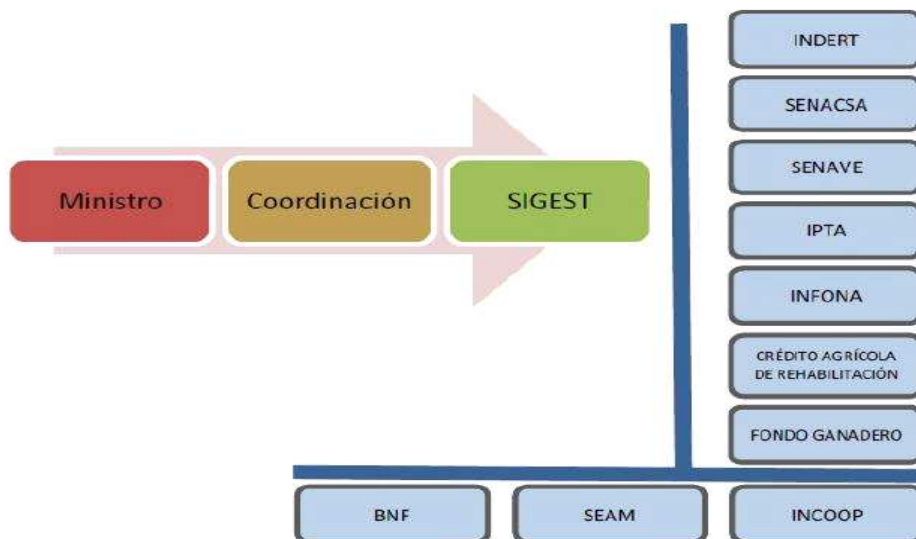 INDERT
SENACSA
SENAVE
Ministro
Coordinación
SIGEST
IPTA
INFONA
CRÉDITO AGRÍCOLA
DE REHABILITACIÓN
FONDO GANADERO
BNF
SEAM
INCOOP